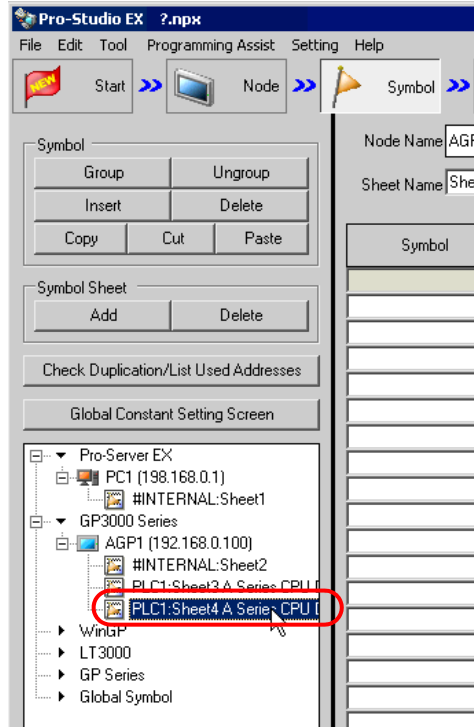 Pro-Studio EX ?.npx
File Edit Tool Programming Assist Setting Help
NEW Start Node Symbol
Symbol
Group Ungroup
Insert Delete
Copy Cut Paste
Symbol Sheet
Add Delete
Check Duplication/List Used Addresses
Global Constant Setting Screen
Pro-Server EX
PC1 (198.168.0.1)
#INTERNAL:Sheet1
GP3000 Series
AGP1 (192.168.0.100)
#INTERNAL:Sheet2
PLC1:Sheet3 A Series CPU
PLC1:Sheet4 A Series CPU
WinGP
LT3000
GP Series
Global Symbol
Node Name
Sheet Name
Symbol